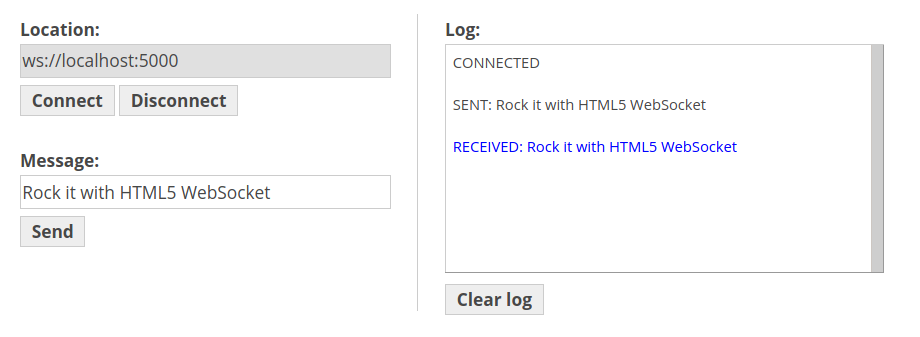 Location:
ws://localhost:5000
Connect Disconnect
Message:
Rock it with HTML5 WebSocket
Send
Log:
CONNECTED
SENT: Rock it with HTML5 WebSocket
RECEIVED: Rock it with HTML5 WebSocket
Clear log